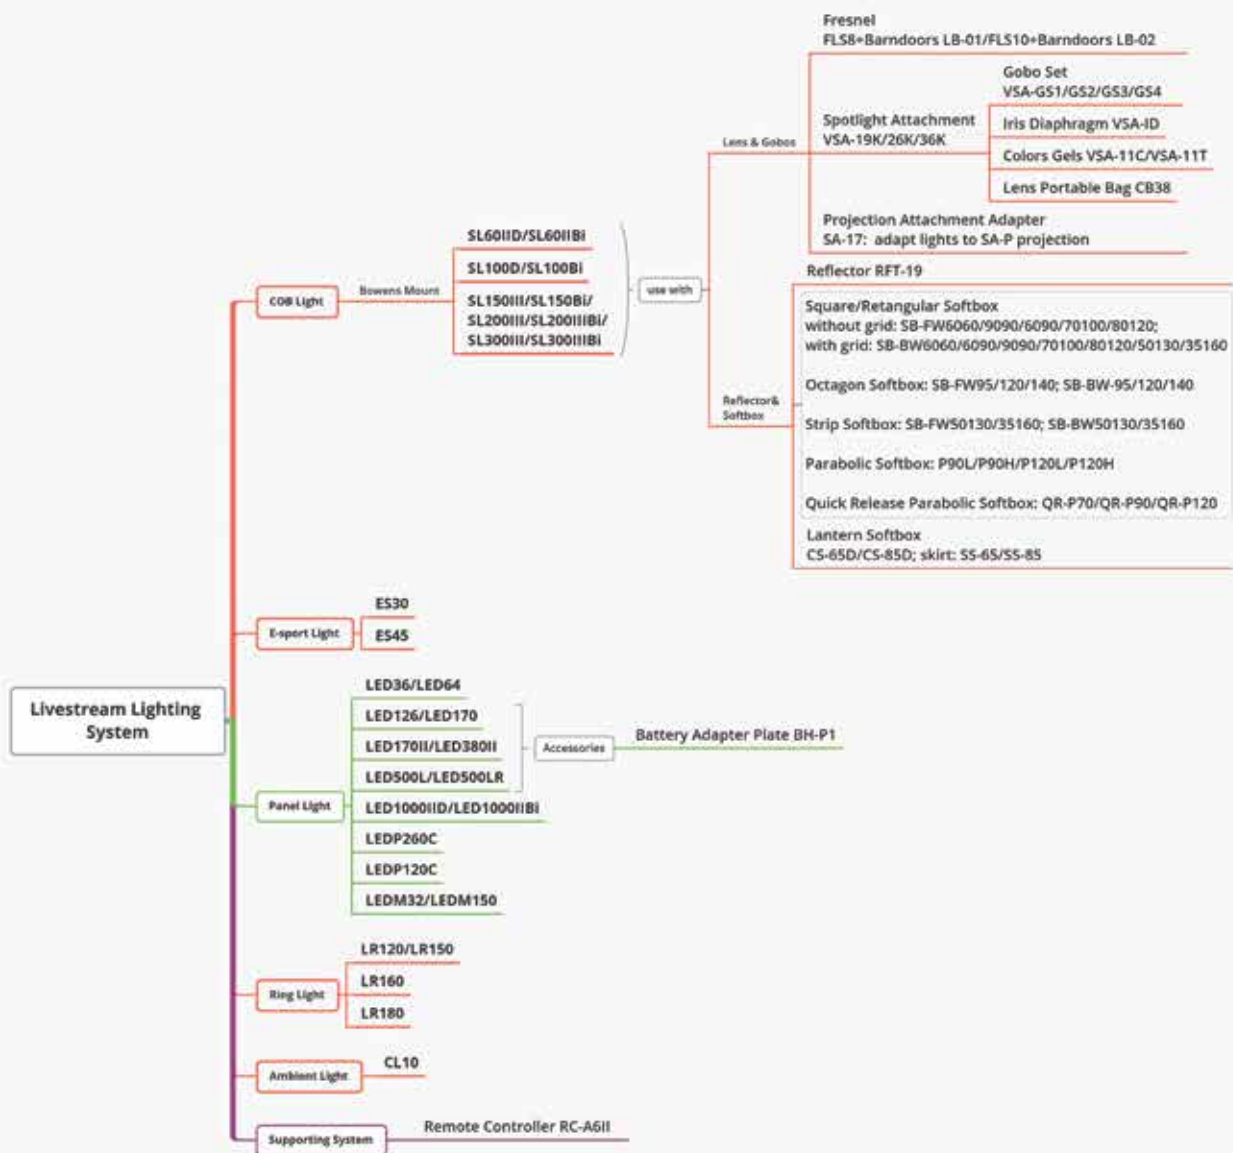 Livestream Lighting
System
COB Light
Bowens Mount
SL60IID/SL60IIBi
SL100D/SL100Bi
SL150III/SL150Bi/
SL200III/SL200IIIBi/
SL300III/SL300IIIBi
use with
Lens & Gobos
Fresnel
FLS8+Barndoors LB-01/FLS10+Barndoors LB-02
Spotlight Attachment
VSA-19K/26K/36K
Gobo Set
VSA-GS1/GS2/GS3/GS4
Iris Diaphragm VSA-ID
Colors Gels VSA-11C/VSA-11T
Lens Portable Bag CB38
Projection Attachment Adapter
SA-17: adapt lights to SA-P projection
Reflector&
Softbox
Reflector RFT-19
Square/Retangular Softbox
without grid: SB-FW6060/9090/6090/70100/80120;
with grid: SB-BW6060/6090/9090/70100/80120/50130/35160
Octagon Softbox: SB-FW95/120/140; SB-BW-95/120/140
Strip Softbox: SB-FW50130/35160; SB-BW50130/35160
Parabolic Softbox: P90L/P90H/P120L/P120H
Quick Release Parabolic Softbox: QR-P70/QR-P90/QR-P120
Lantern Softbox
CS-65D/CS-85D; skirt: SS-65/SS-85
E-sport Light
ES30
ES45
Panel Light
LED36/LED64
LED126/LED170
LED170II/LED380II
LED500L/LED500LR
LED1000IID/LED1000IIBi
LEDP260C
LEDP120C
LEDM32/LEDM150
Accessories
Battery Adapter Plate BH-P1
Ring Light
LR120/LR150
LR160
LR180
Ambient Light
CL10
Supporting System
Remote Controller RC-A6II